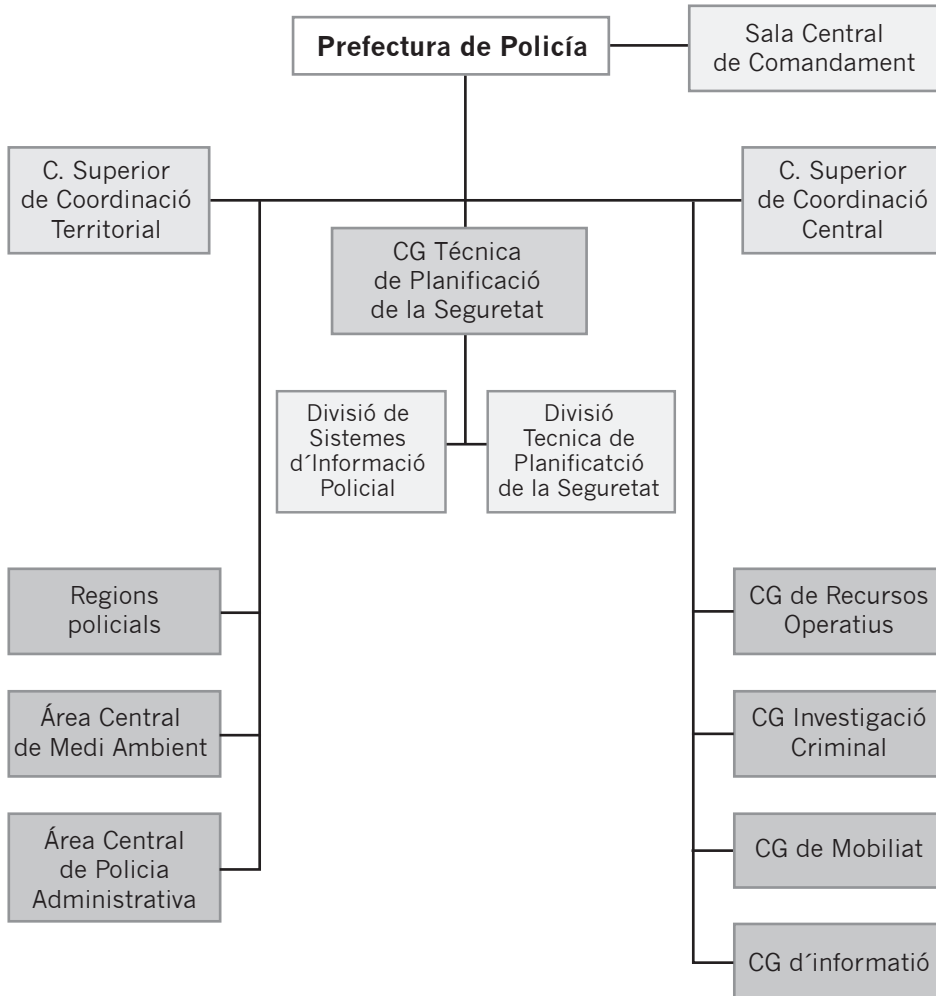 Prefectura de Policía
Sala Central
de Comandament
C. Superior
de Coordinació
Territorial
C. Superior
de Coordinació
Central
CG Técnica
de Planificació
de la Seguretat
Divisió de
Sistemes
d´Informació
Policial
Divisió
Tecnica de
Planificatció
de la Seguretat
Regions
policials
Área Central
de Medi Ambient
Área Central
de Policia
Administrativa
CG de Recursos
Operatius
CG Investigació
Criminal
CG de Mobiliat
CG d´informatió